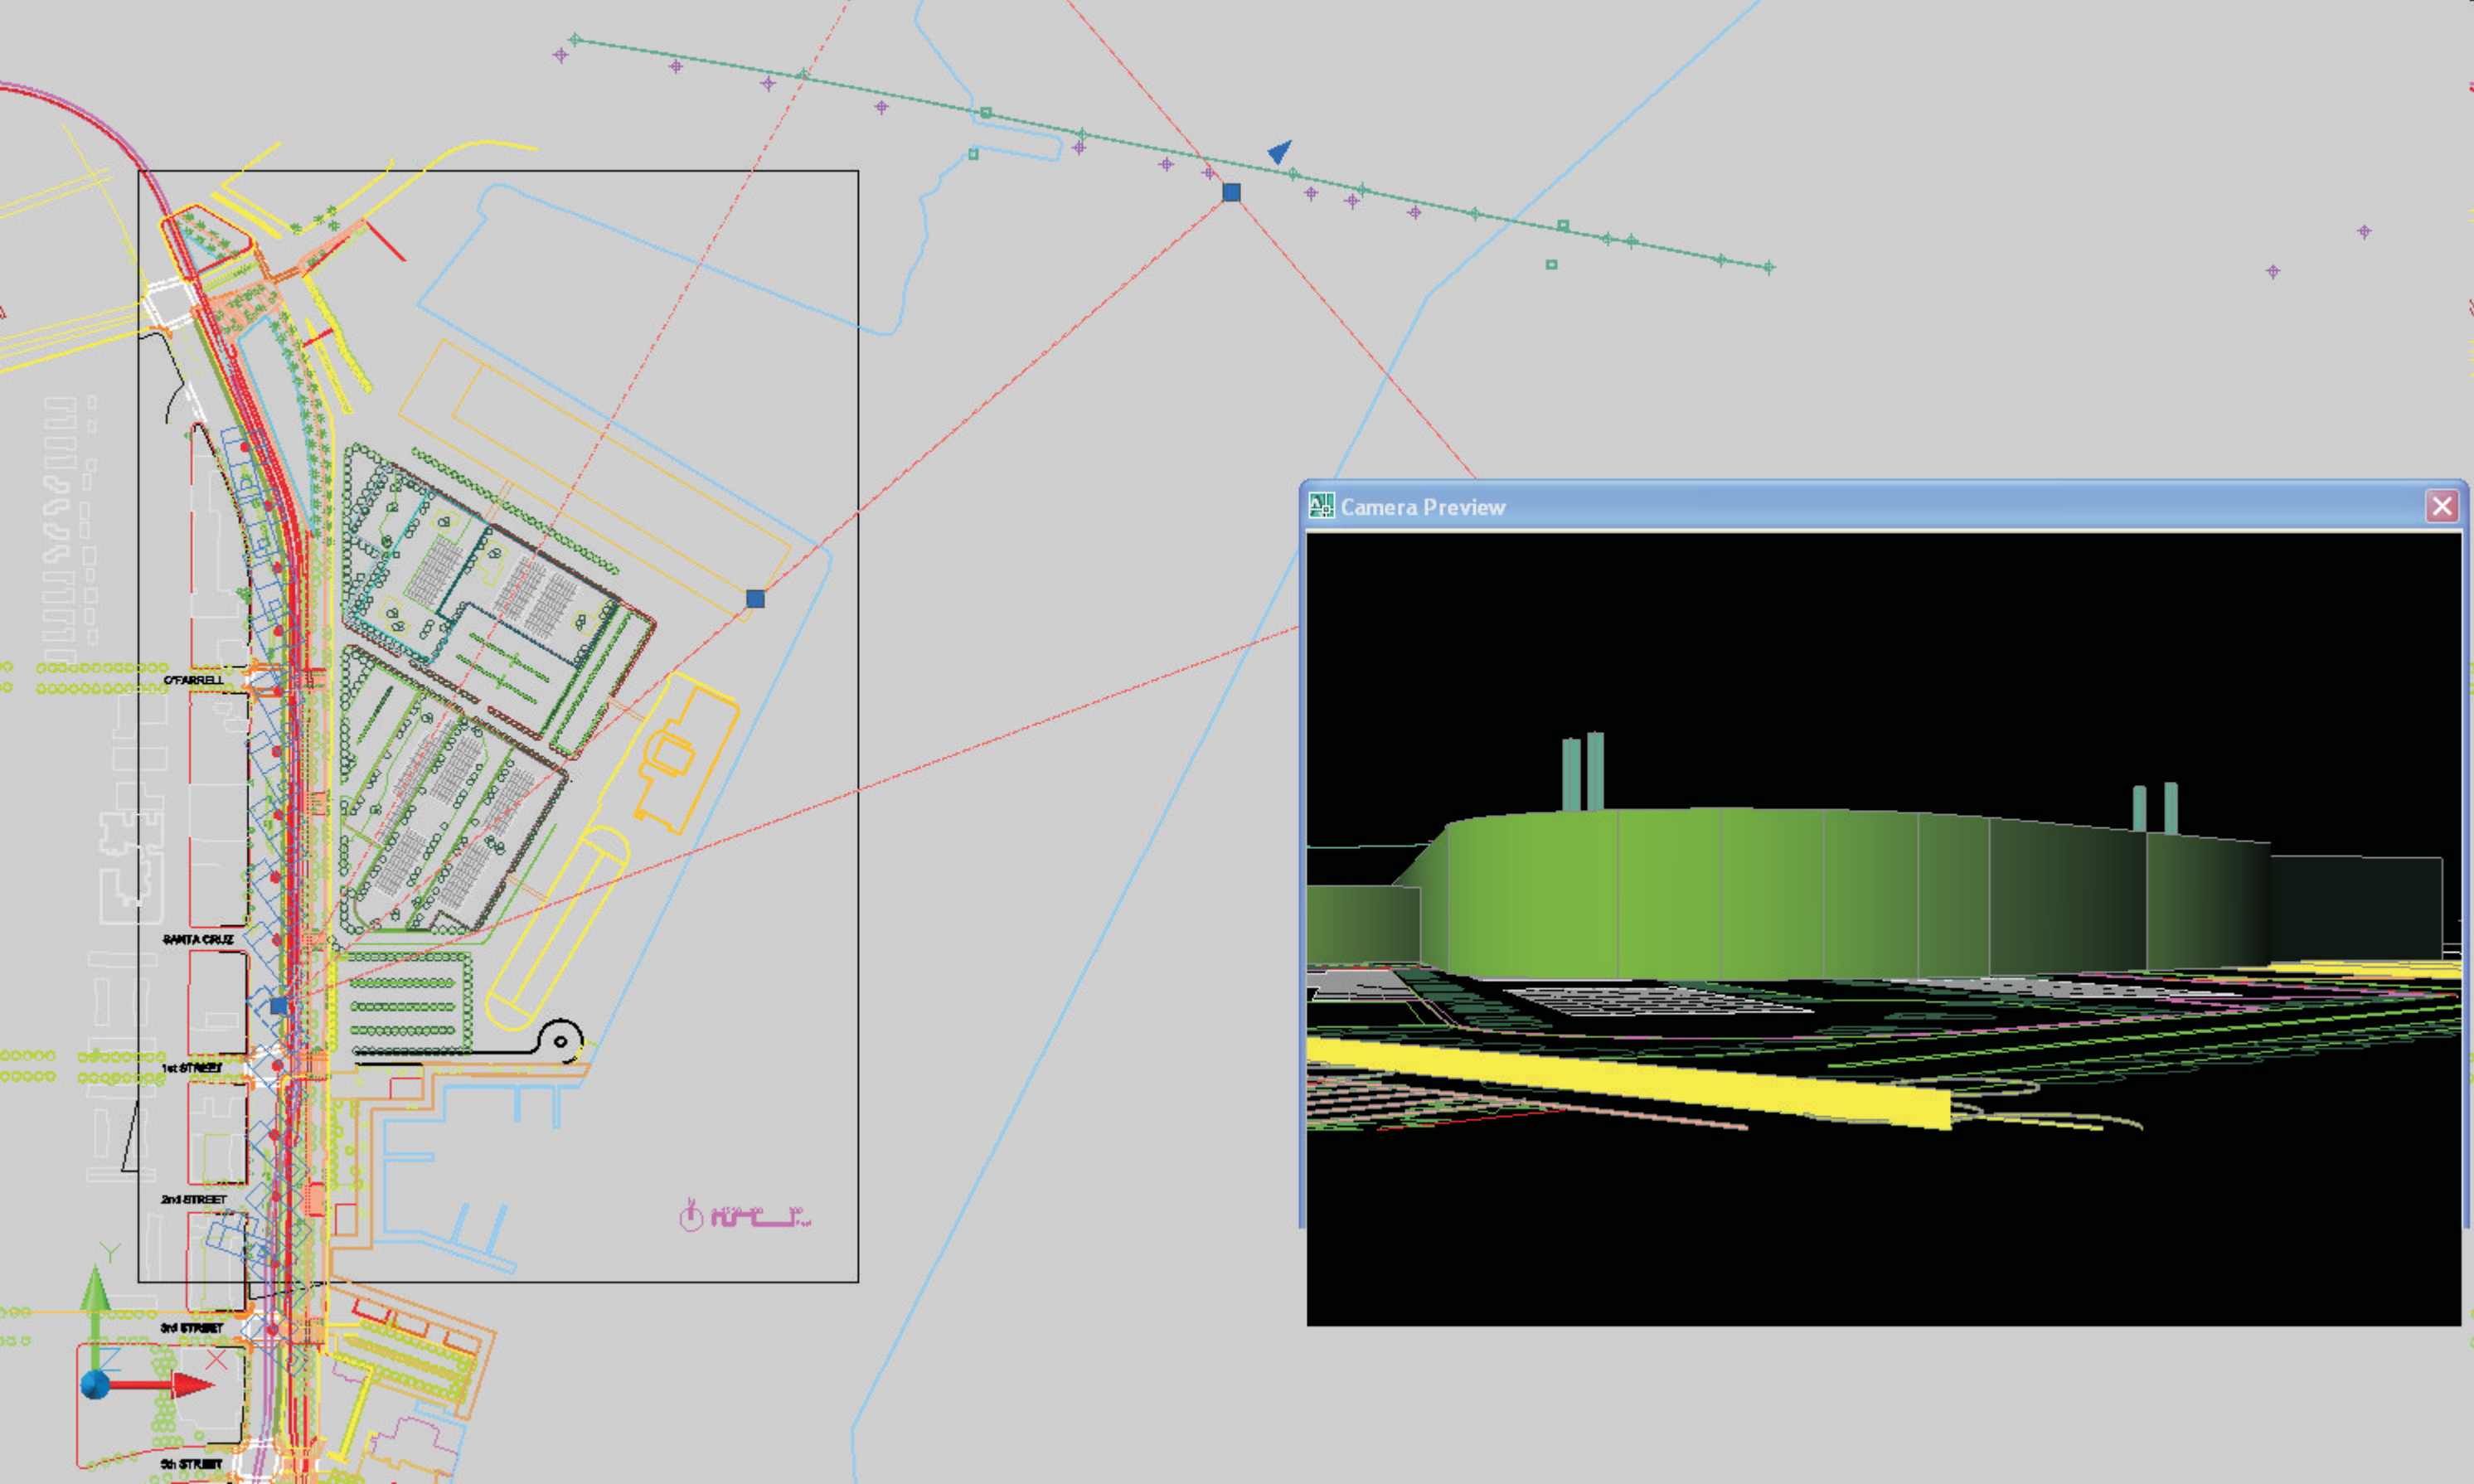 Camera Preview
O'FARRELL
SANTA CRUZ
1st STREET
2nd STREET
N
Y
3rd STREET
Z X
5th STREET